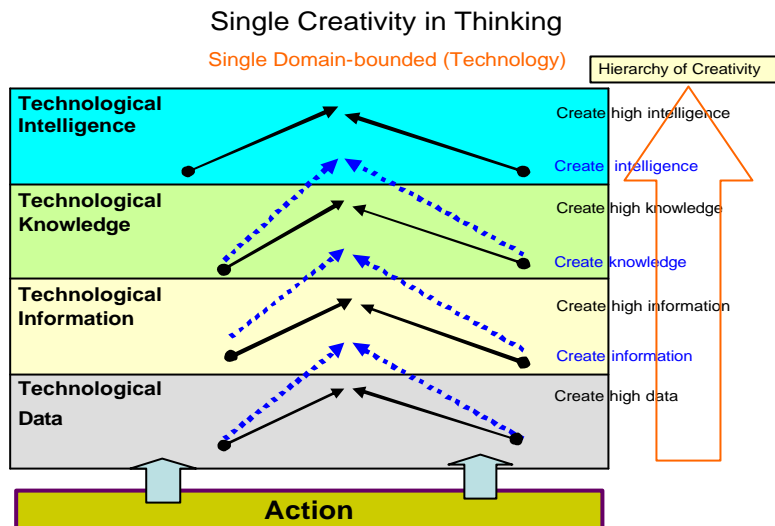 Single Creativity in Thinking
Single Domain-bounded (Technology)
Hierarchy of Creativity
Technological
Intelligence
Create high intelligence
Create intelligence
Technological
Knowledge
Create high knowledge
Create knowledge
Technological
Information
Create high information
Create information
Technological
Data
Create high data
Action